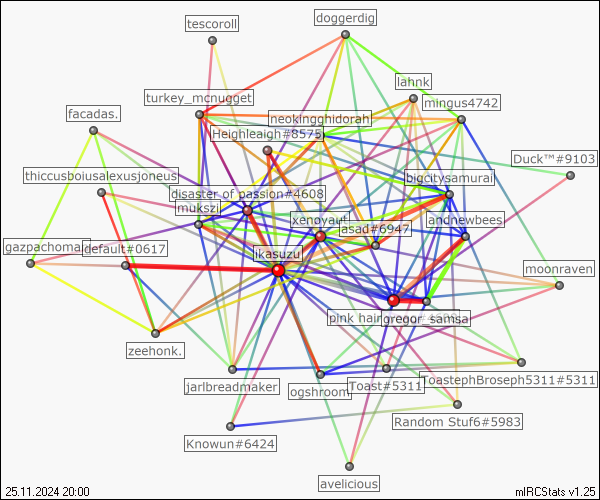 tescoroll
doggerdig
lahnk
turkey_mcnugget
mingus4742
facadas.
neokingghidorah
Heighleaigh#8575
Duck™#9103
thiccusboiusalexusjoneus
bigcitysamurai
disaster of passion#4608
mukszi
xenoyaut.
andnewbees
asad#6947
gazpachomar
default#0617
ikasuzu
moonraven
pink hair
gregor_samsa
zeehonk.
jarlbreadmaker
ogshroom
Toast#5311
ToastephBroseph5311#5311
Random Stuf6#5983
Knowun#6424
avelicious
25.11.2024 20:00
mIRCStats v1.25